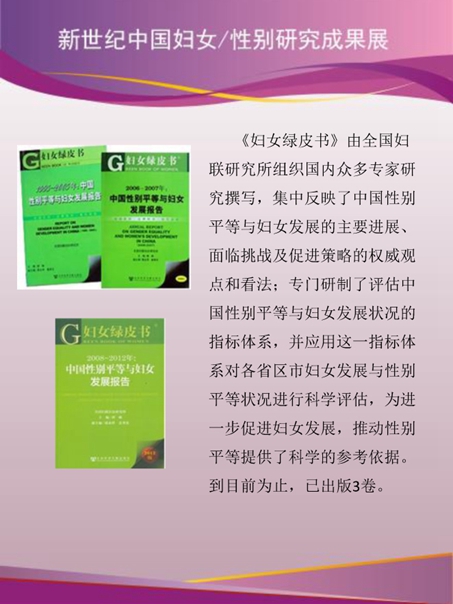 新世纪中国妇女/性别研究成果展
《妇女绿皮书》由全国妇
联研究所组织国内众多专家研
究撰写，集中反映了中国性别
平等与妇女发展的主要进展、
面临挑战及促进策略的权威观
点和看法；专门研制了评估中
国性别平等与妇女发展状况的
指标体系，并应用这一指标体
系对各省区市妇女发展与性别
平等状况进行科学评估，为进
一步促进妇女发展，推动性别
平等提供了科学的参考依据。
到目前为止，已出版3卷。
G 妇女绿皮书
1995~2005年：中国
性别平等与妇女发展报告
G 妇女绿皮书
2006~2007年：
中国性别平等与妇女
发展报告
ANNUAL REPORT
ON GENDER EQUALITY
AND WOMEN'S DEVELOPMENT
IN CHINA
G 妇女绿皮书
2008~2012年：
中国性别平等与妇女
发展报告